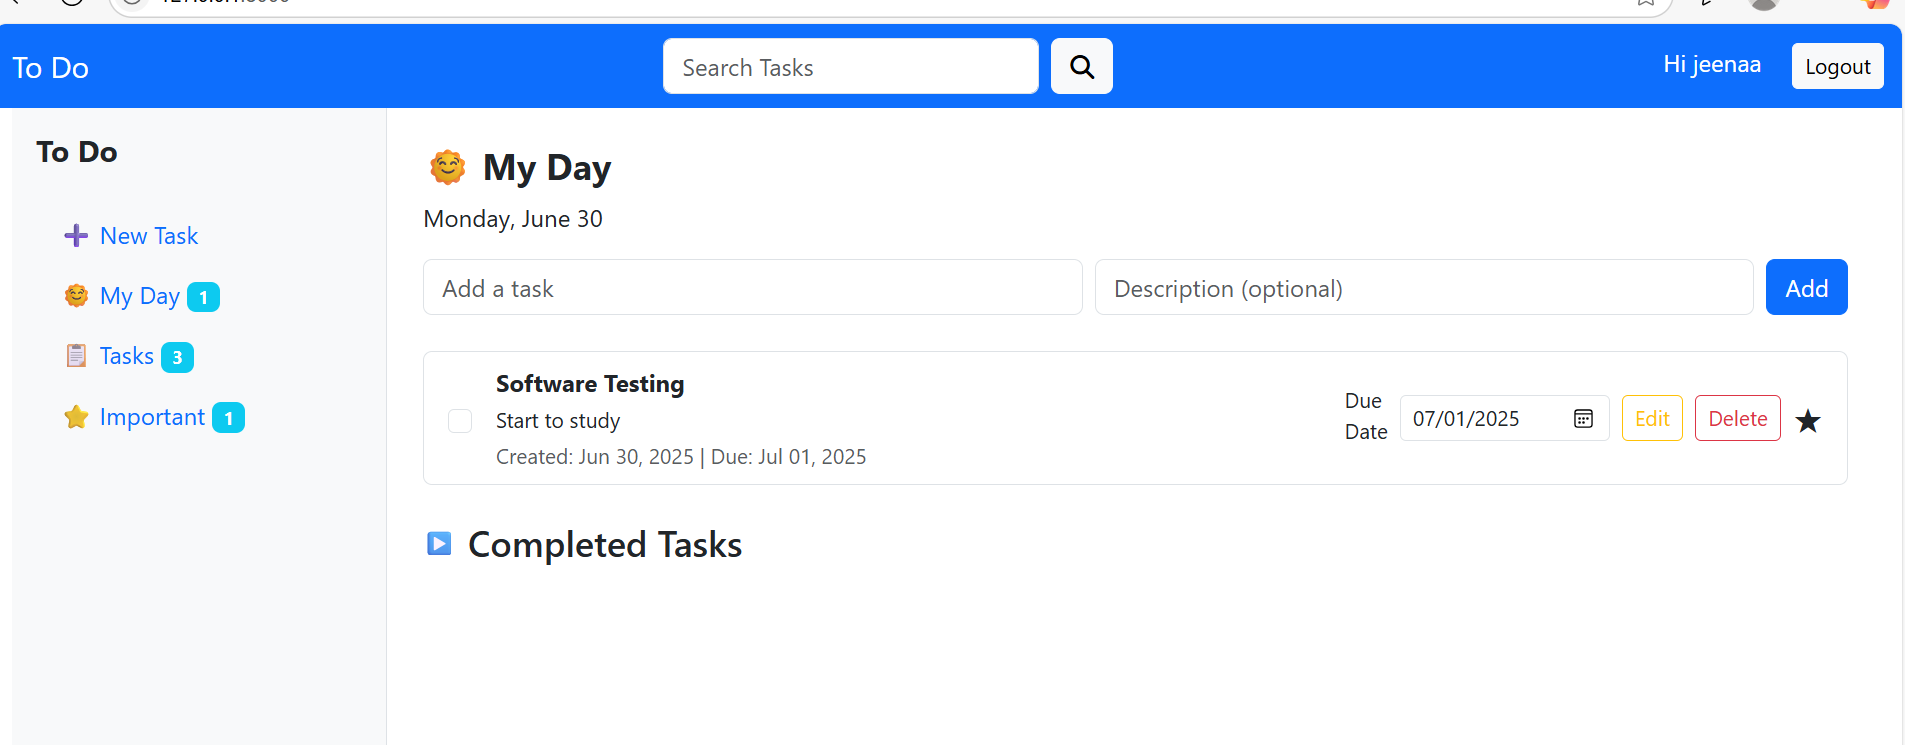 To Do
Search Tasks
Hi jeenaa
Logout
To Do
New Task
My Day 1
Tasks 3
Important 1
My Day
Monday, June 30
Add a task
Description (optional)
Add
Software Testing
Start to study
Created: Jun 30, 2025 | Due: Jul 01, 2025
Due
Date
07/01/2025
Edit
Delete
Completed Tasks